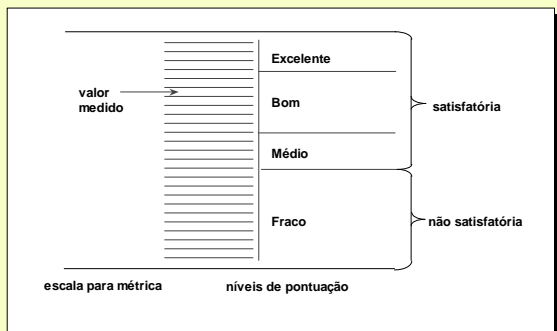 Excelente
valor
medido
Bom
satisfatória
Médio
Fraco
não satisfatória
escala para métrica
níveis de pontuação